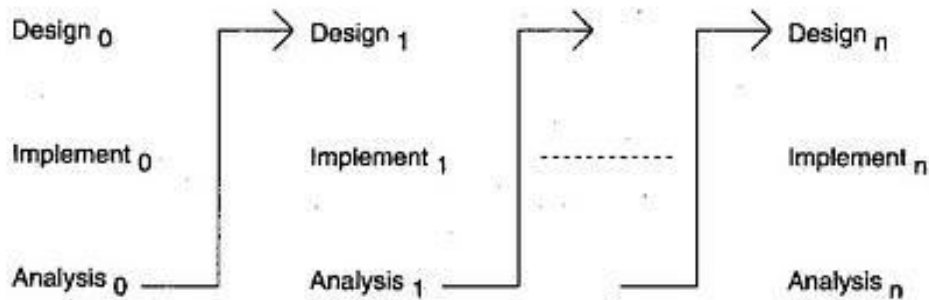 Design 0 Design 1 Design n
Implement 0 Implement 1 Implement n
Analysis 0 Analysis 1 Analysis n